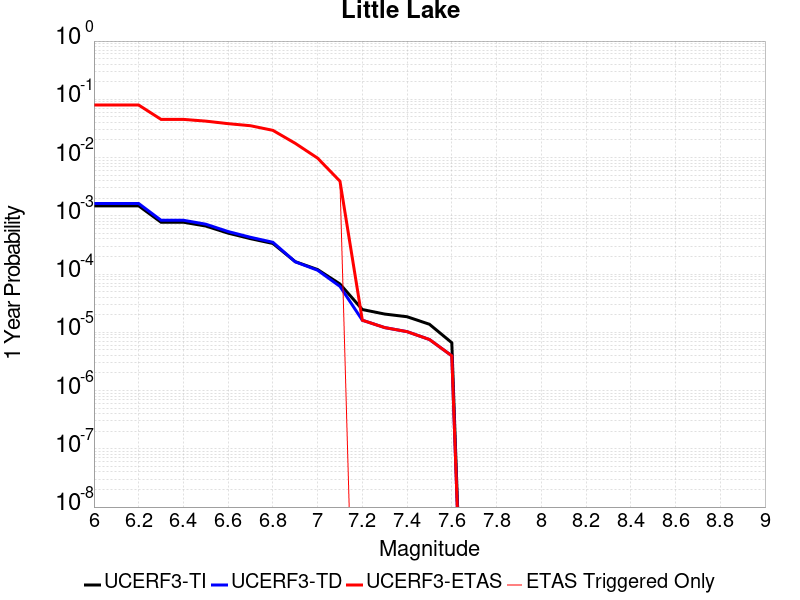 Little Lake
1 Year Probability
10^0
10^-1
10^-2
10^-3
10^-4
10^-5
10^-6
10^-7
10^-8
6 6.2 6.4 6.6 6.8 7 7.2 7.4 7.6 7.8 8 8.2 8.4 8.6 8.8 9
Magnitude
UCERF3-TI UCERF3-TD UCERF3-ETAS ETAS Triggered Only